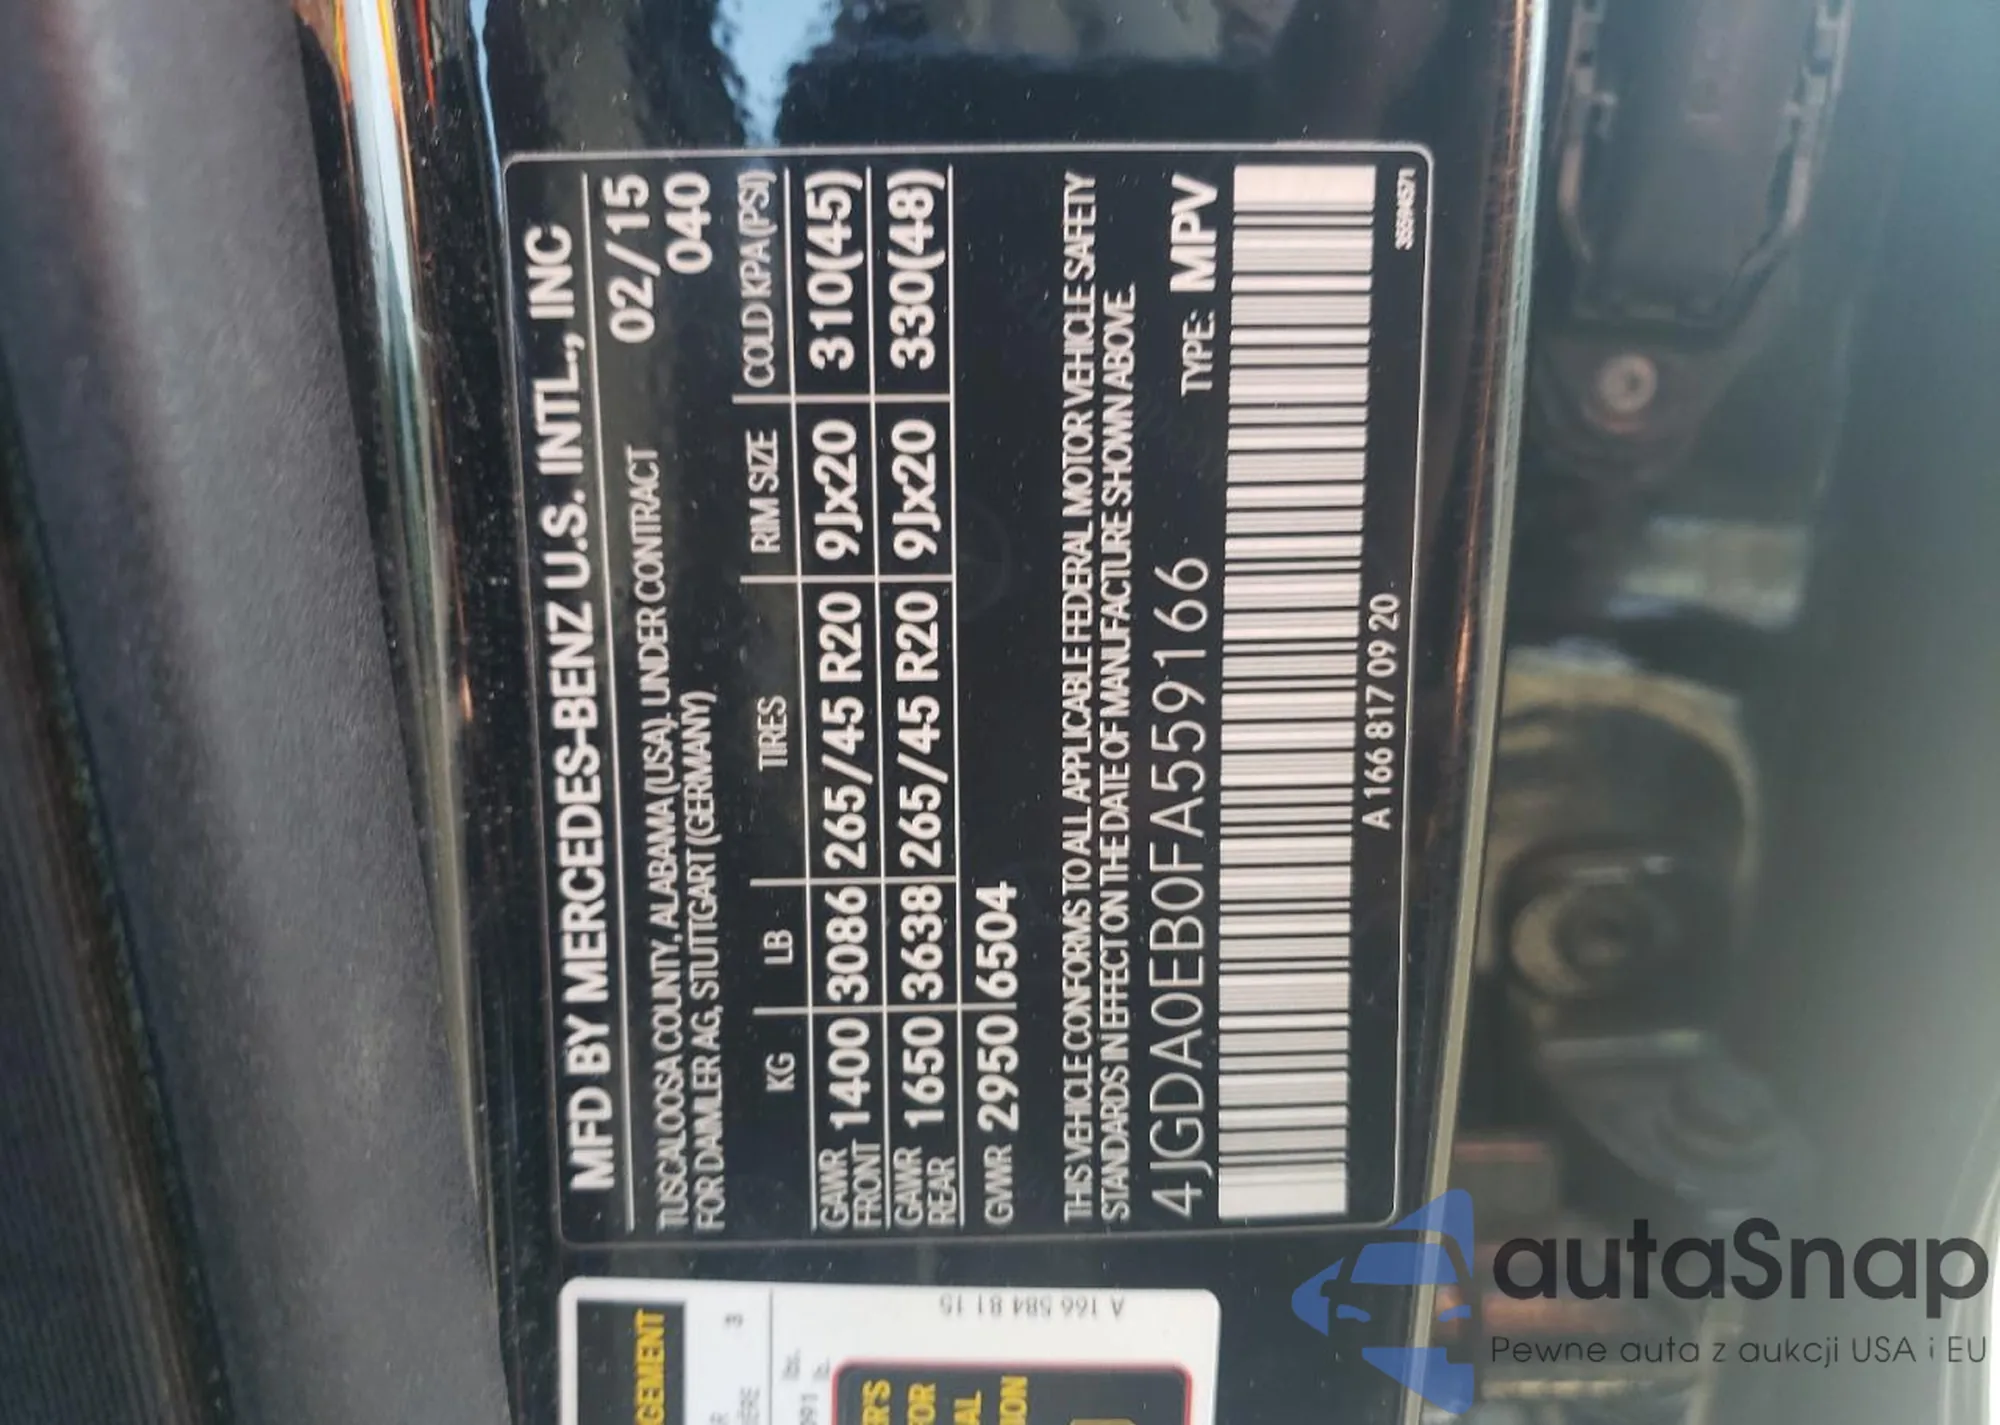 MFD BY MERCEDES-BENZ U.S. INTL., INC
TUSCALOOSA COUNTY, ALABAMA (USA), UNDER CONTRACT 02/15
FOR DAIMLER AG, STUTTGART (GERMANY) 040
KG LB TIRES RIM SIZE COLD KPA (PSI)
GAWR FRONT 1400 3086 265/45 R20 9Jx20 310(45)
GAWR REAR 1650 3638 265/45 R20 9Jx20 330(48)
GVWR 2950 6504
THIS VEHICLE CONFORMS TO ALL APPLICABLE FEDERAL MOTOR VEHICLE SAFETY
STANDARDS IN EFFECT ON THE DATE OF MANUFACTURE SHOWN ABOVE.
4JGDA0EB0FA559166 TYPE: MPV
A 166 817 09 20
A 166 584 81 15
autaSnap
Pewne auta z aukcji USA i EU